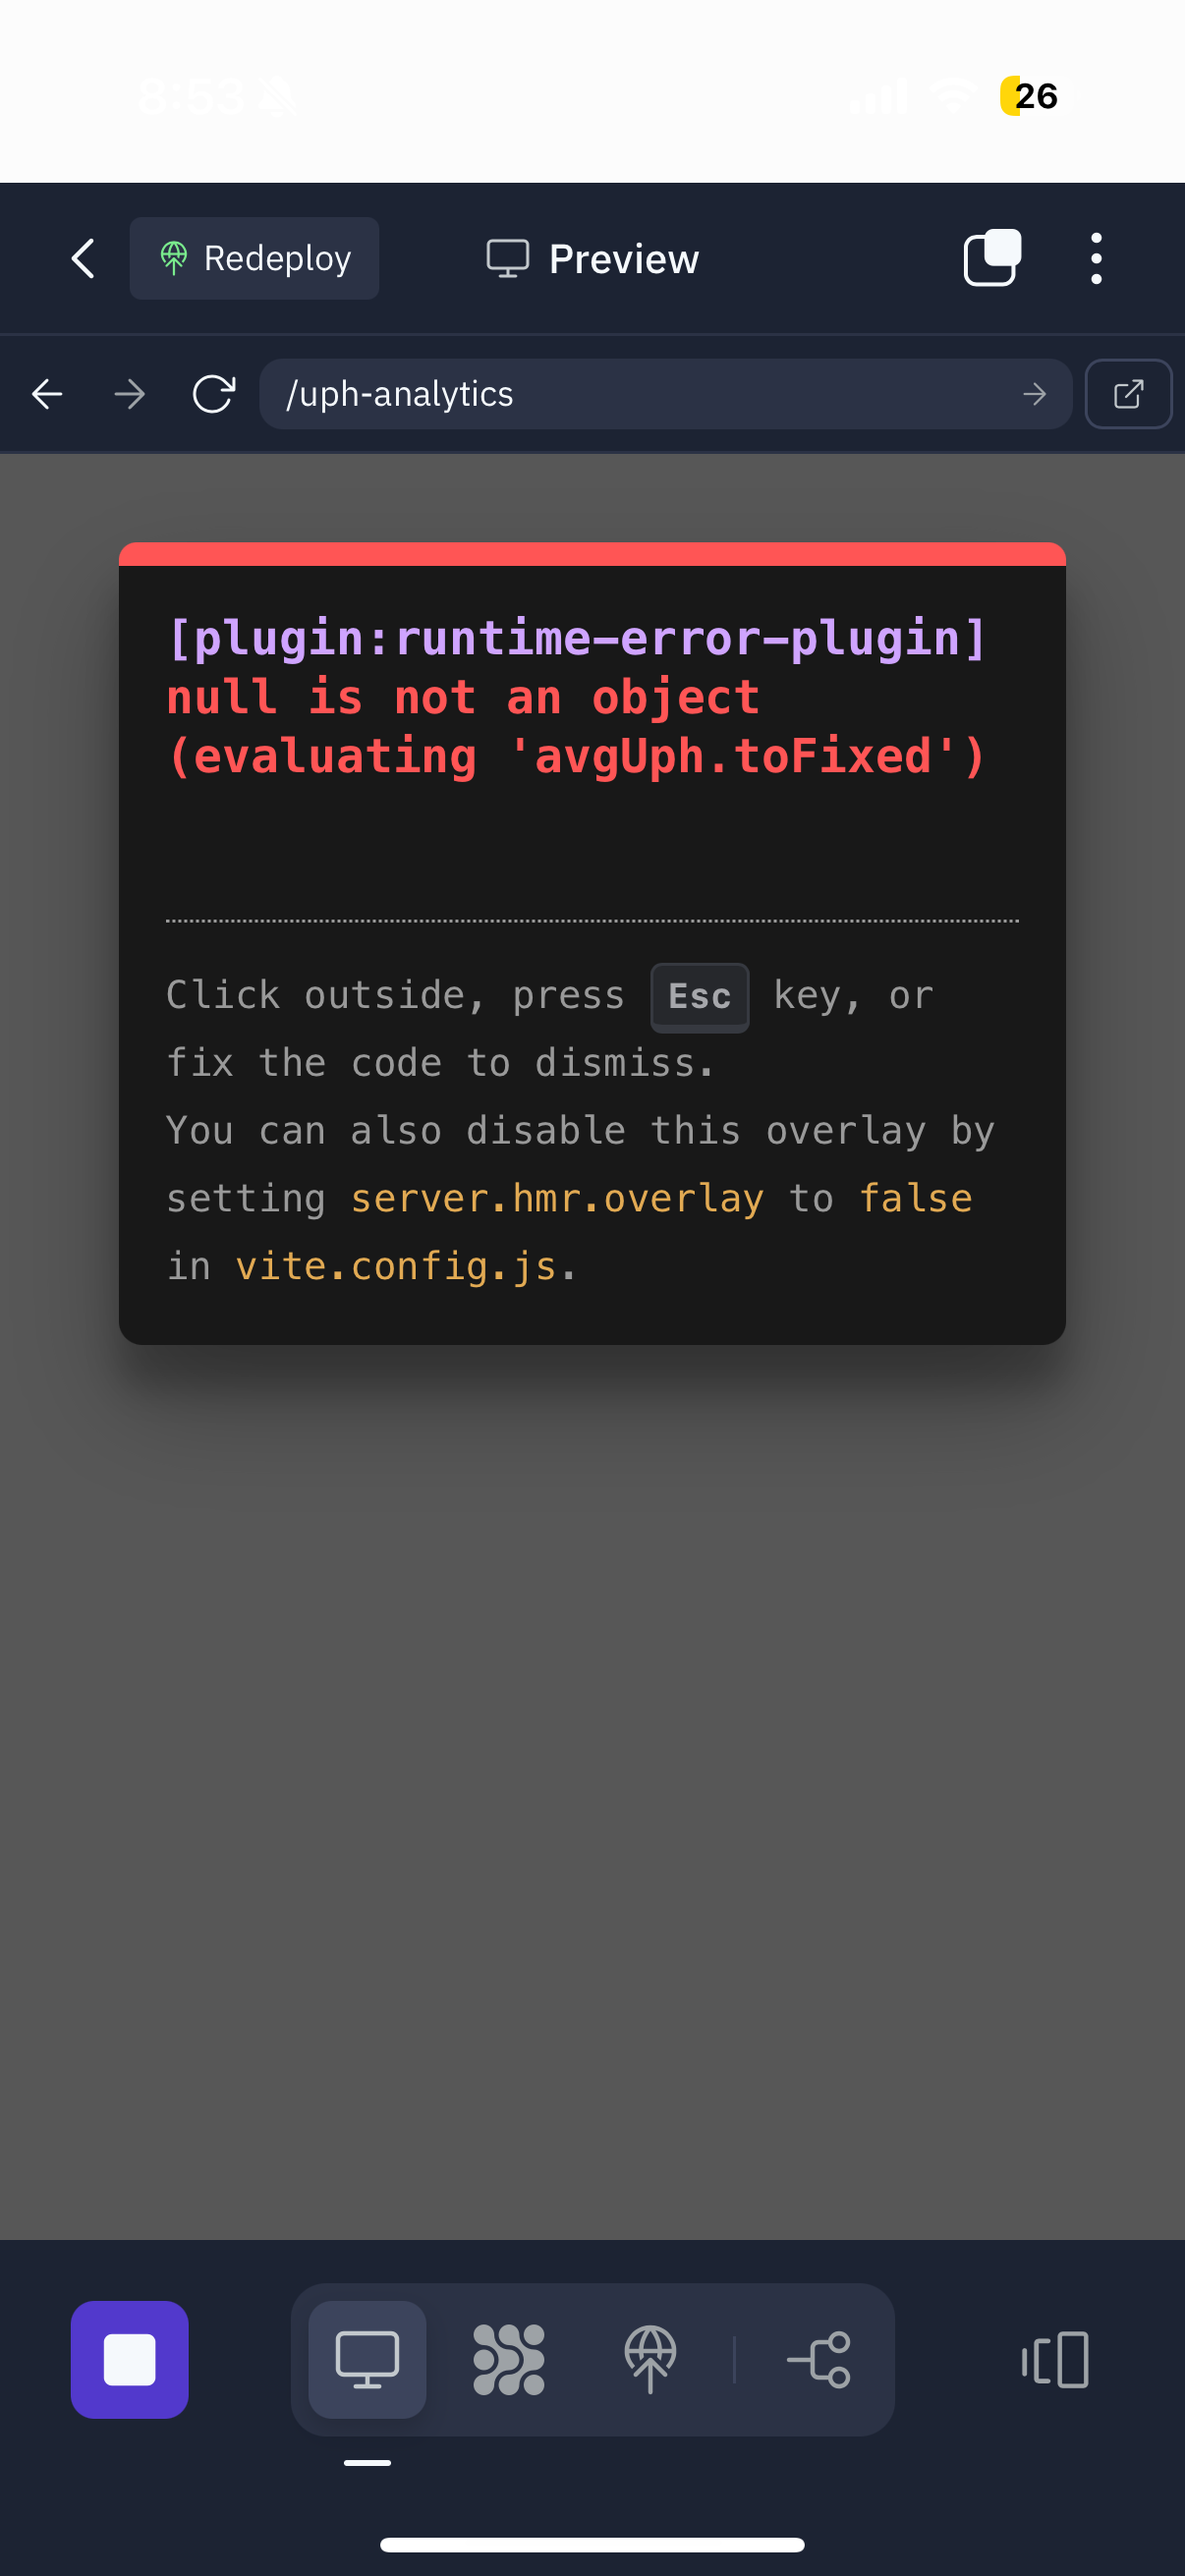 8:53
26
Redeploy
Preview
/uph-analytics
[plugin:runtime-error-plugin]
null is not an object
(evaluating 'avgUph.toFixed')
Click outside, press Esc key, or
fix the code to dismiss.
You can also disable this overlay by
setting server.hmr.overlay to false
in vite.config.js.